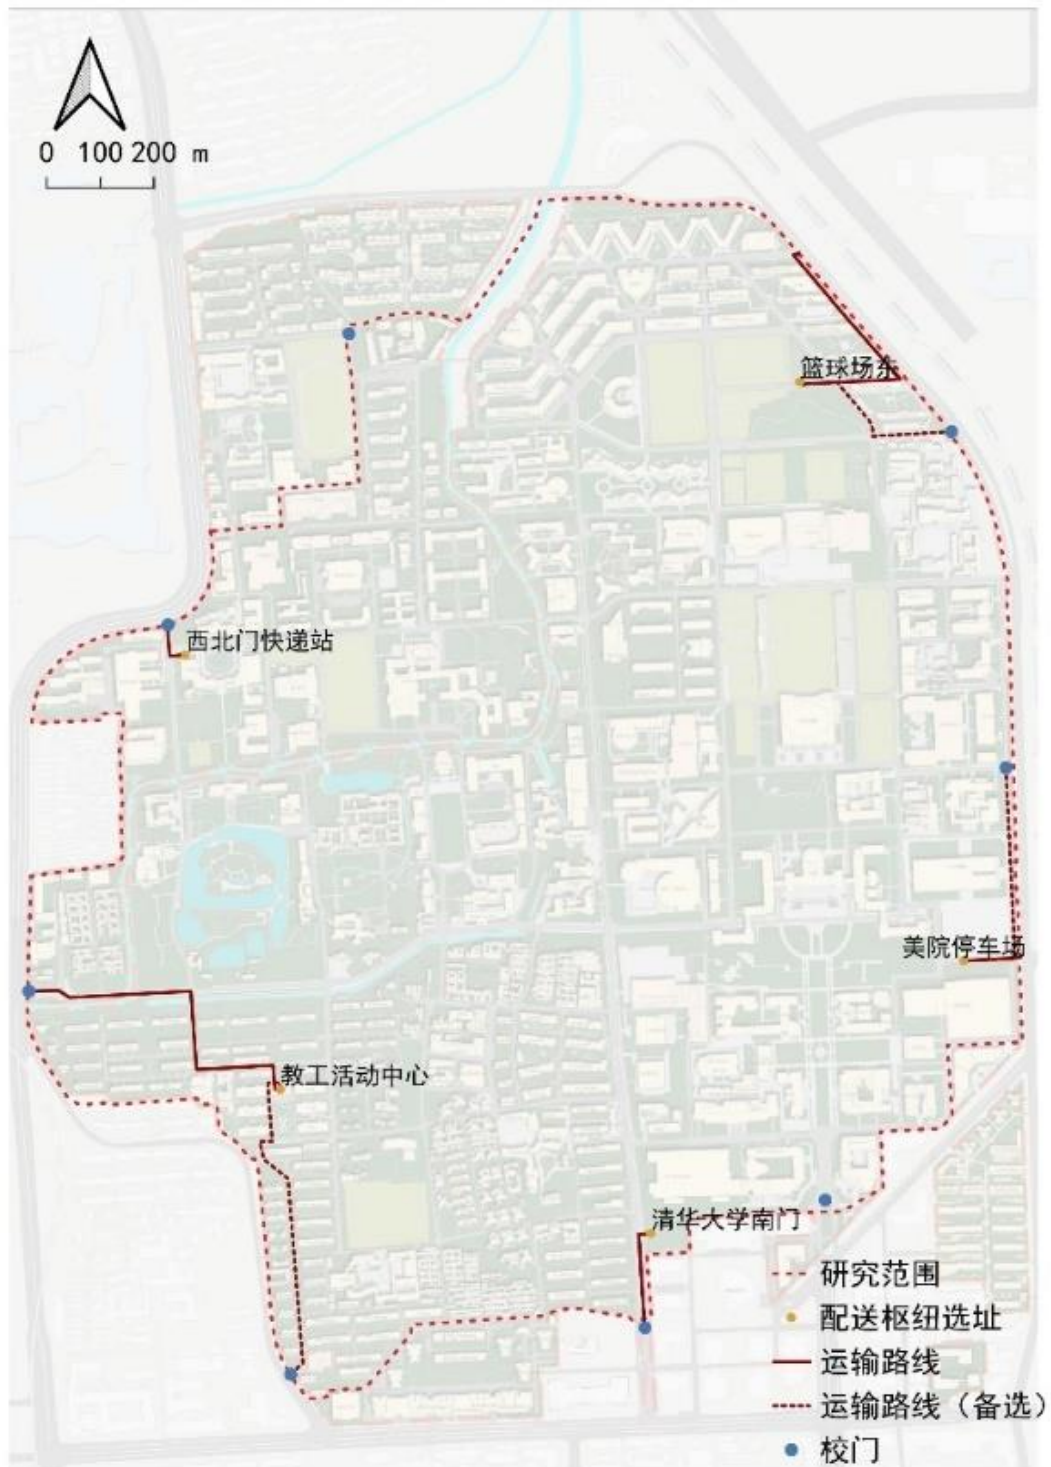 0 100 200 m
篮球场东
西北门快递站
美院停车场
教工活动中心
清华大学南门
研究范围
配送枢纽选址
运输路线
运输路线（备选）
校门